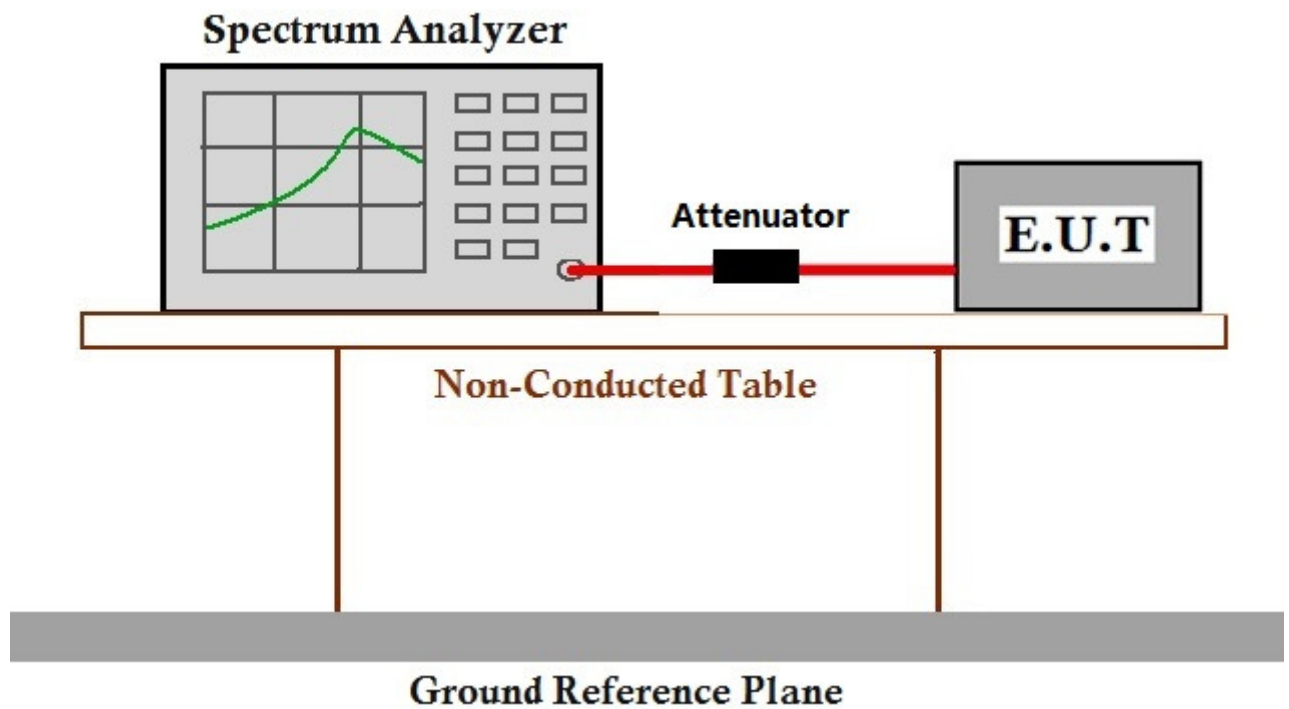 Spectrum Analyzer
Attenuator
E.U.T
Non-Conducted Table
Ground Reference Plane